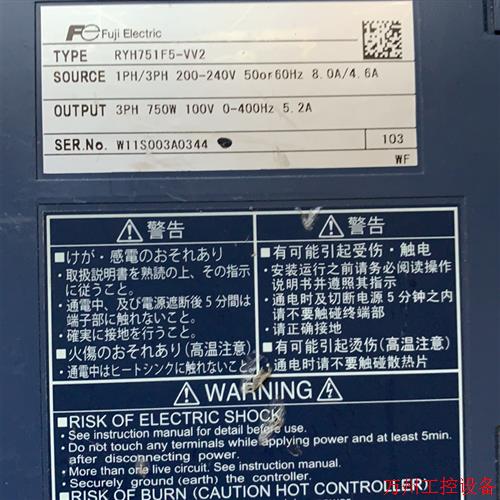 Fe Fuji Electric
TYPE RYH751F5-VV2
SOURCE 1PH/3PH 200-240V 50or60Hz 8.0A/4.6A
OUTPUT 3PH 750W 100V 0-400Hz 5.2A
SER.No. W11S003A0344 103
WF
警告
■けが・感電のおそれあり
・取扱説明書を熟読の上、その指示
に従うこと。
・通電中、及び電源遮断後5分間は
端子部に触れないこと。
・確実に接地を行うこと。
■火傷のおそれあり(高温注意)
・通電中はヒートシンクに触れないこと。
警告
■有可能引起受伤・触电
・安装运行之前请务必阅读操作
说明书并遵照其指示
・通电时及切断电源5分钟之内
请不要触碰终端部
・请正确接地
■有可能引起烫伤(高温注意)
・通电时请不要触碰散热片
WARNING
■RISK OF ELECTRIC SHOCK
・See instruction manual for detail before use.
・Do not touch any terminals while applying power and at least 5min.
after disconnecting power.
・More than one live circuit. See instruction manual.
・Securely ground (earth) the controller.
■RISK OF BURN (CAUTION HOT CONTROLLER)
九州工控设备